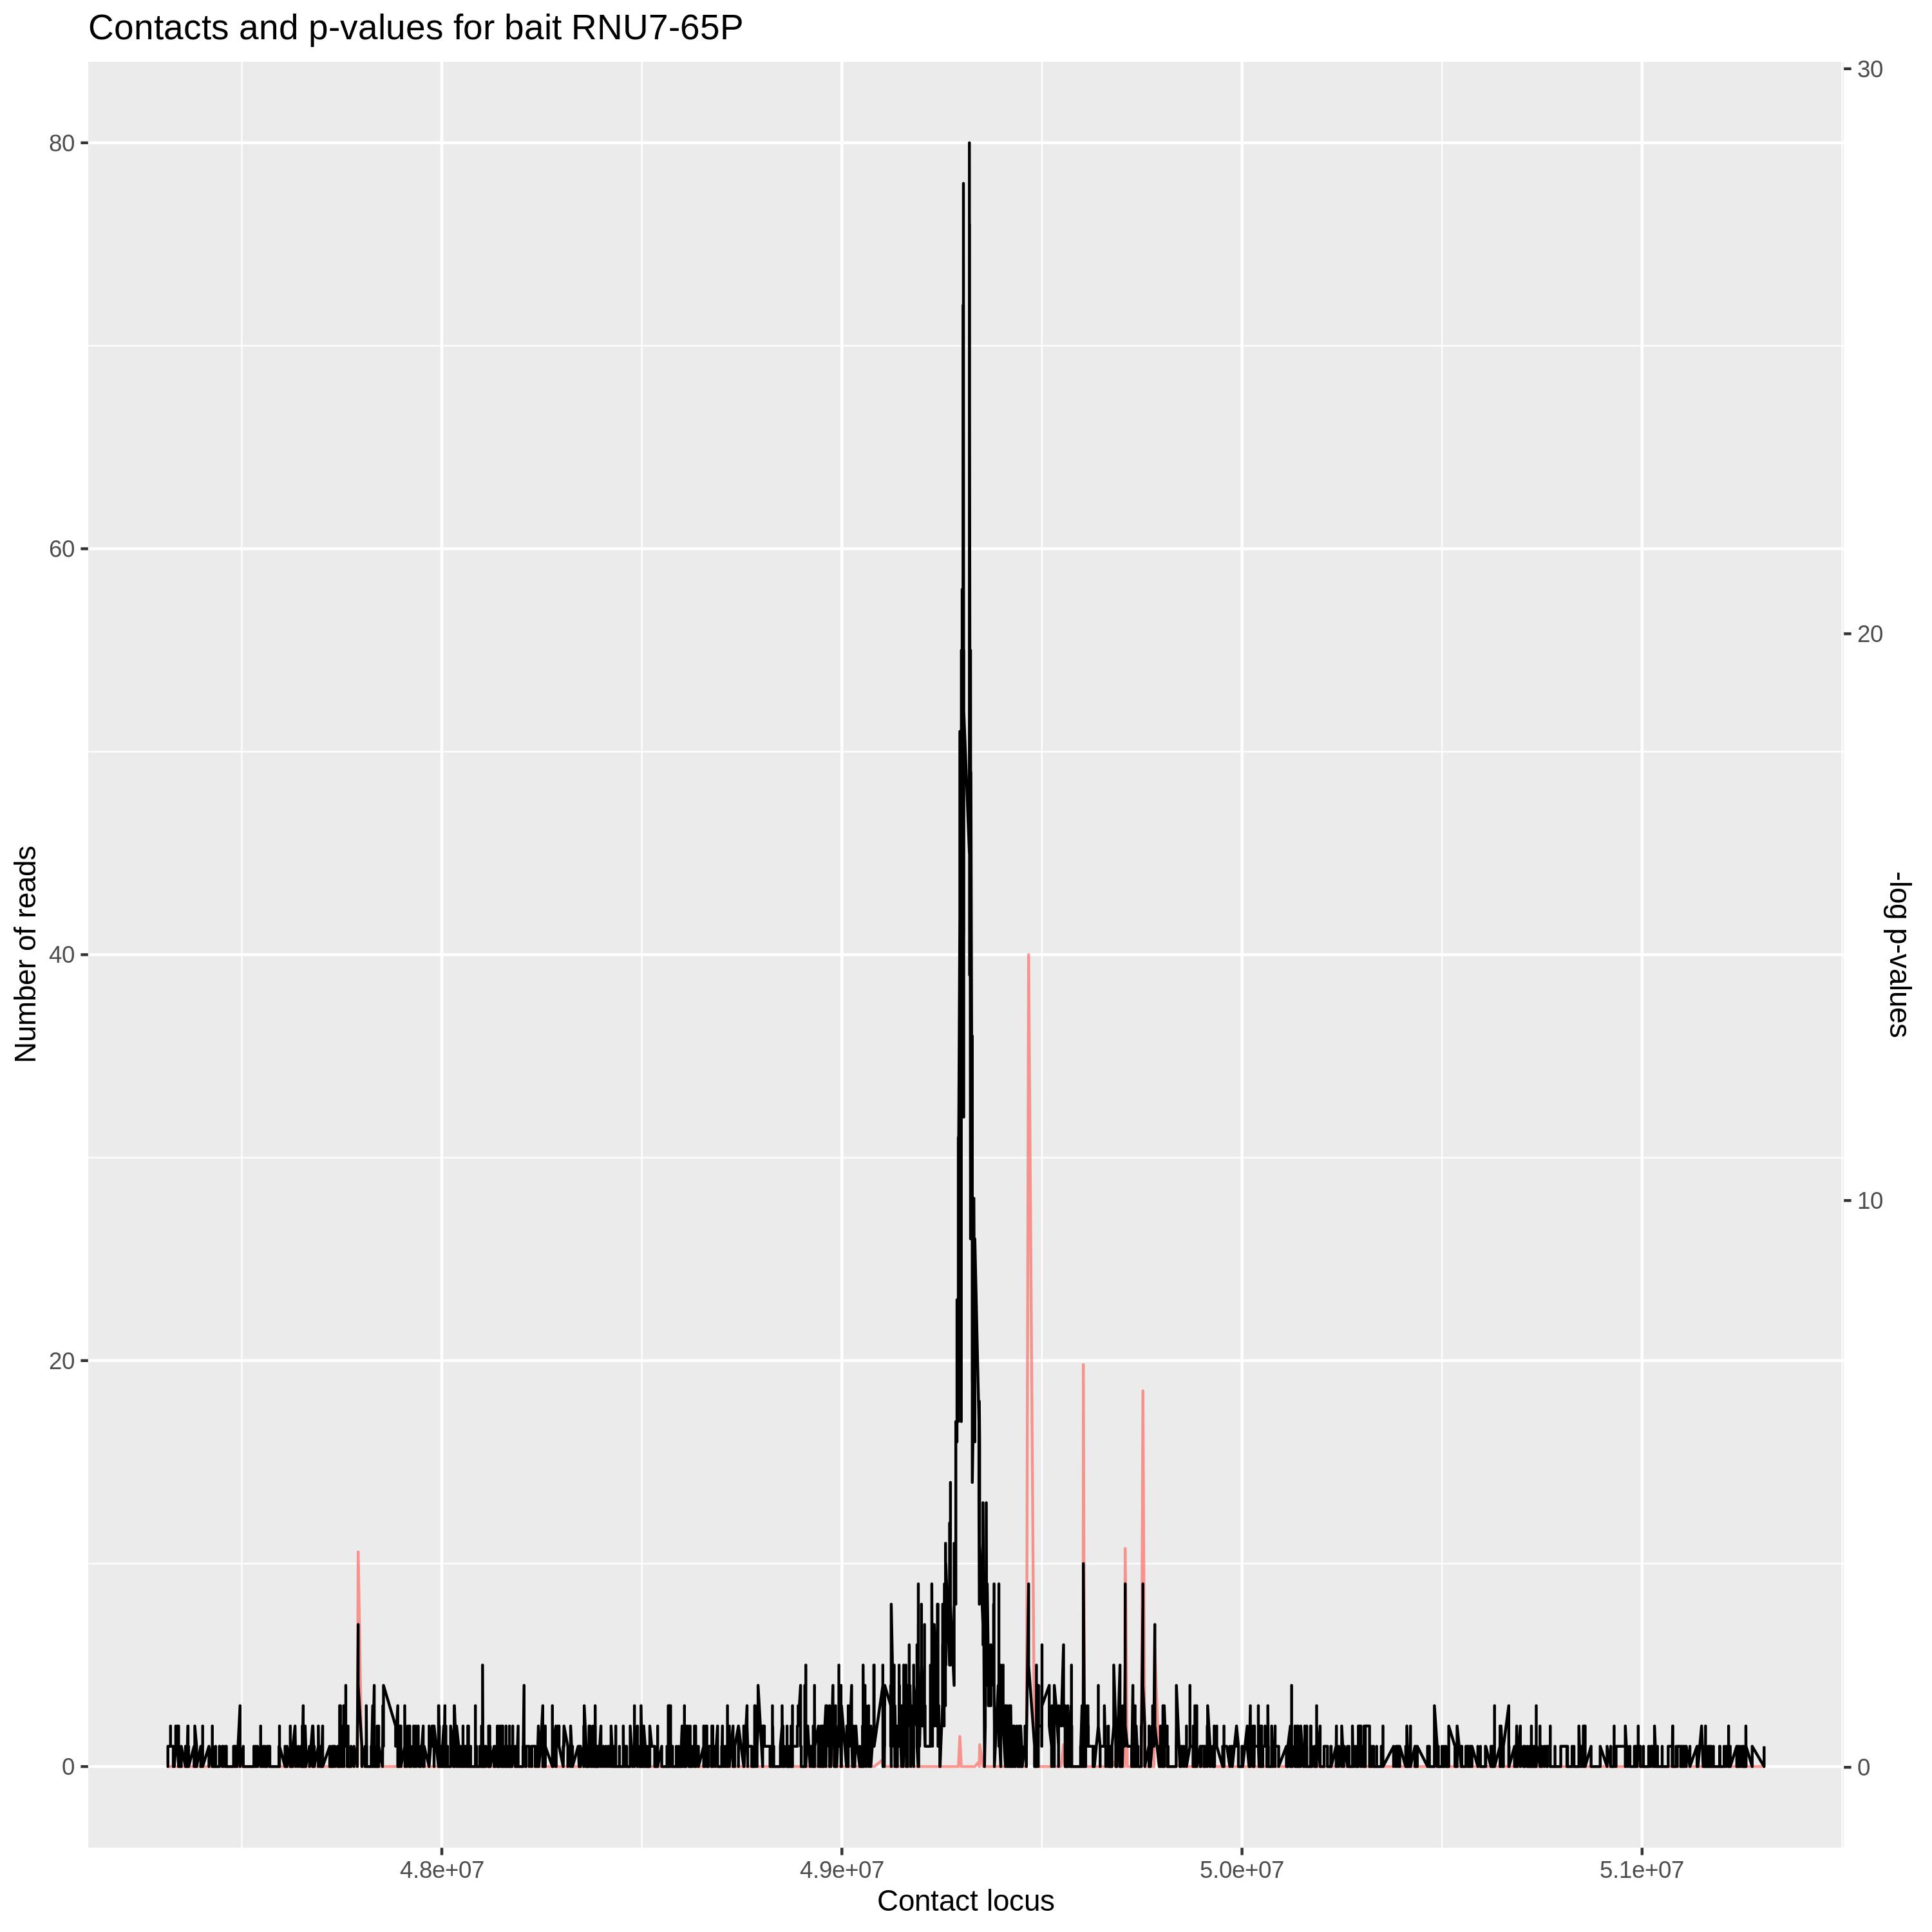 Contacts and p-values for bait RNU7-65P
80
60
40
20
0
Number of reads
30
20
10
0
-log p-values
4.8e+07
4.9e+07
5.0e+07
5.1e+07
Contact locus